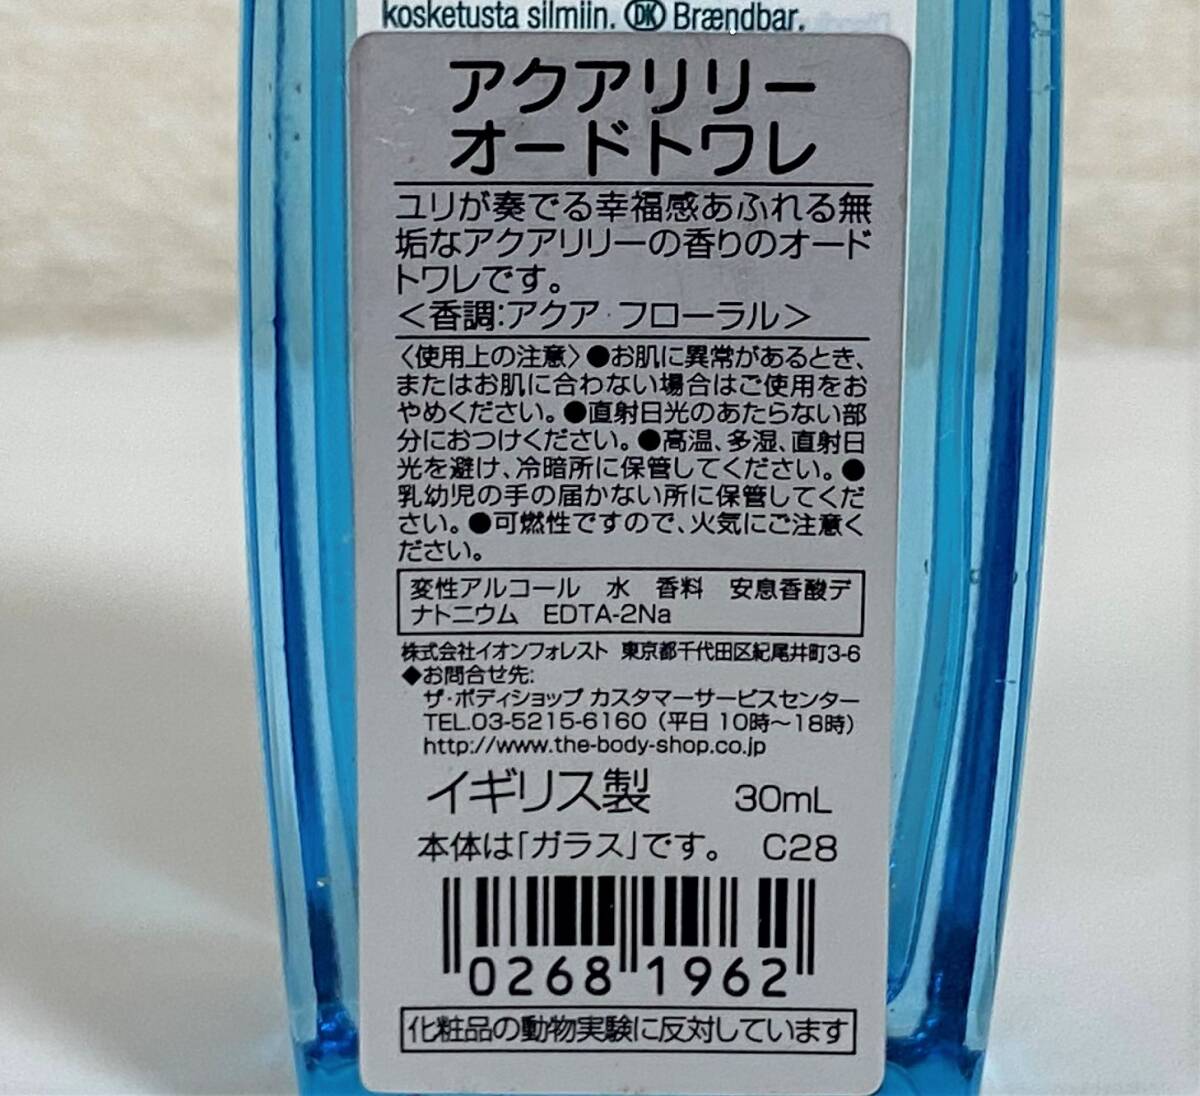 kosketusta silmiin. DK Brændbar.
アクアリリー
オードトワレ
ユリが奏でる幸福感あふれる無
垢なアクアリリーの香りのオード
トワレです。
＜香調:アクア フローラル＞
〈使用上の注意〉●お肌に異常があるとき、
またはお肌に合わない場合はご使用をお
やめください。●直射日光のあたらない部
分におつけください。●高温、多湿、直射日
光を避け、冷暗所に保管してください。●
乳幼児の手の届かない所に保管してくだ
さい。●可燃性ですので、火気にご注意く
ださい。
変性アルコール 水 香料 安息香酸デ
ナトニウム EDTA-2Na
株式会社イオンフォレスト 東京都千代田区紀尾井町3-6
◆お問合せ先:
ザ・ボディショップ カスタマーサービスセンター
TEL.03-5215-6160（平日 10時〜18時）
http://www.the-body-shop.co.jp
イギリス製 30mL
本体は「ガラス」です。 C28
0268 1962
化粧品の動物実験に反対しています